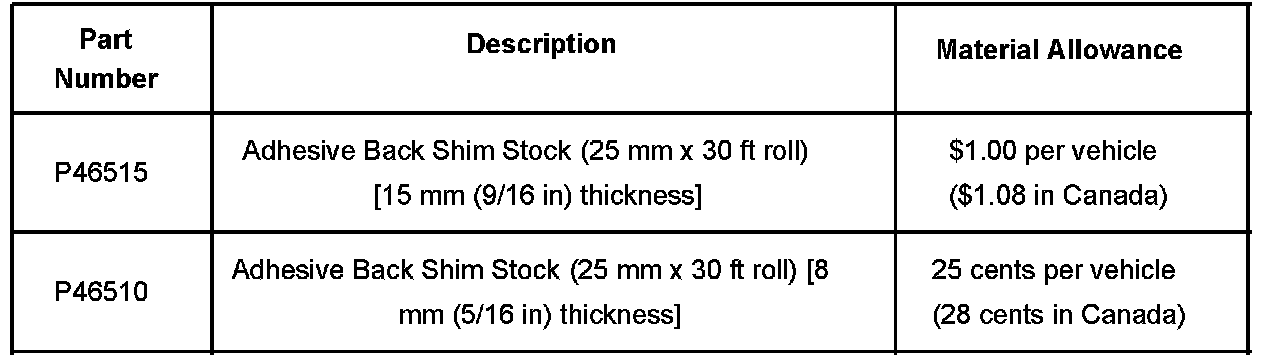 Part
Number
Description
Material Allowance
P46515
Adhesive Back Shim Stock (25 mm x 30 ft roll)
[15 mm (9/16 in) thickness]
$1.00 per vehicle
($1.08 in Canada)
P46510
Adhesive Back Shim Stock (25 mm x 30 ft roll) [8
mm (5/16 in) thickness]
25 cents per vehicle
(28 cents in Canada)